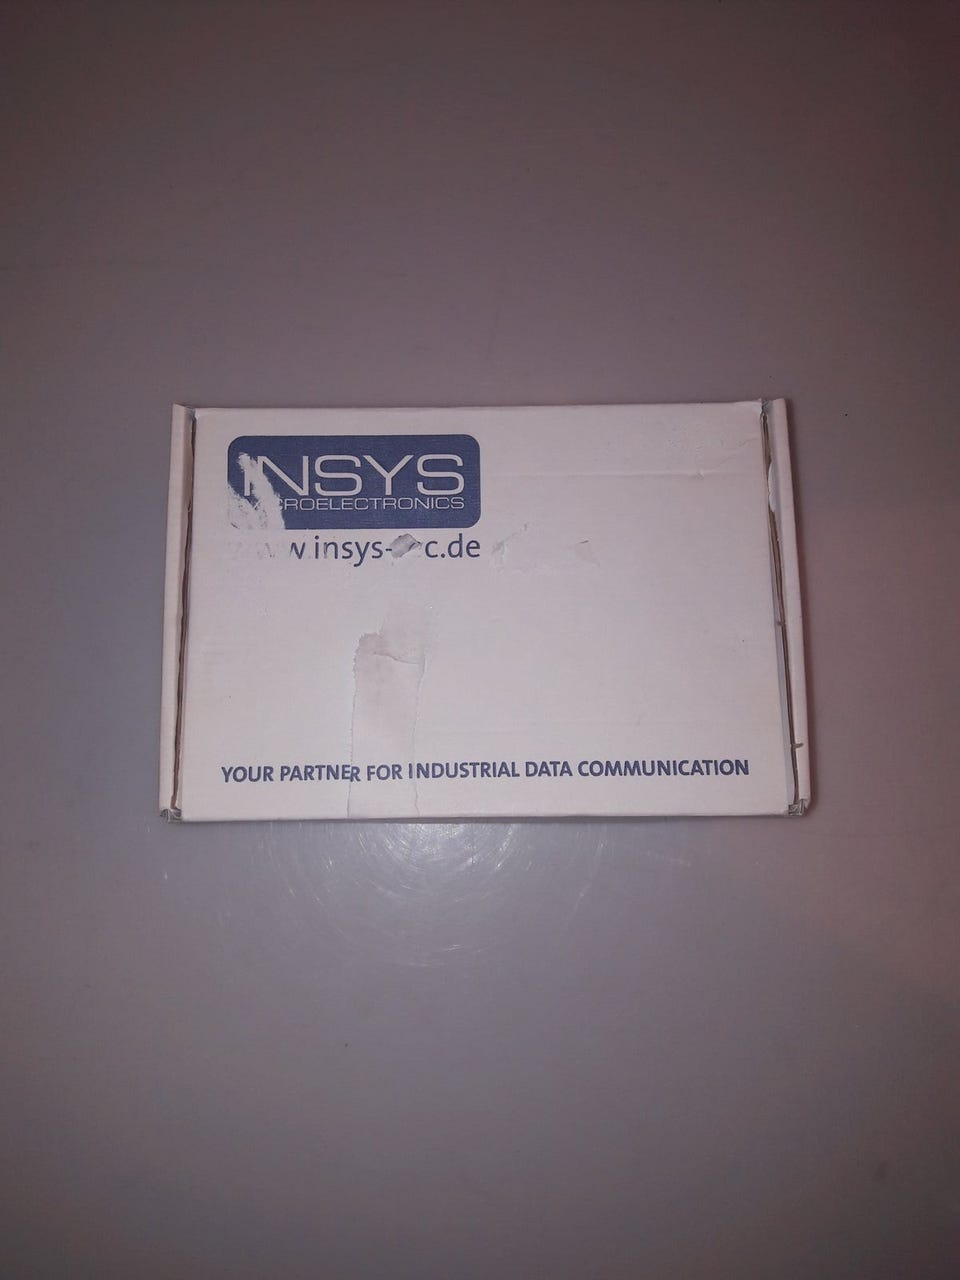 INSYS
www.insys-
YOUR PARTNER FOR INDUSTRIAL DATA COMMUNICATION